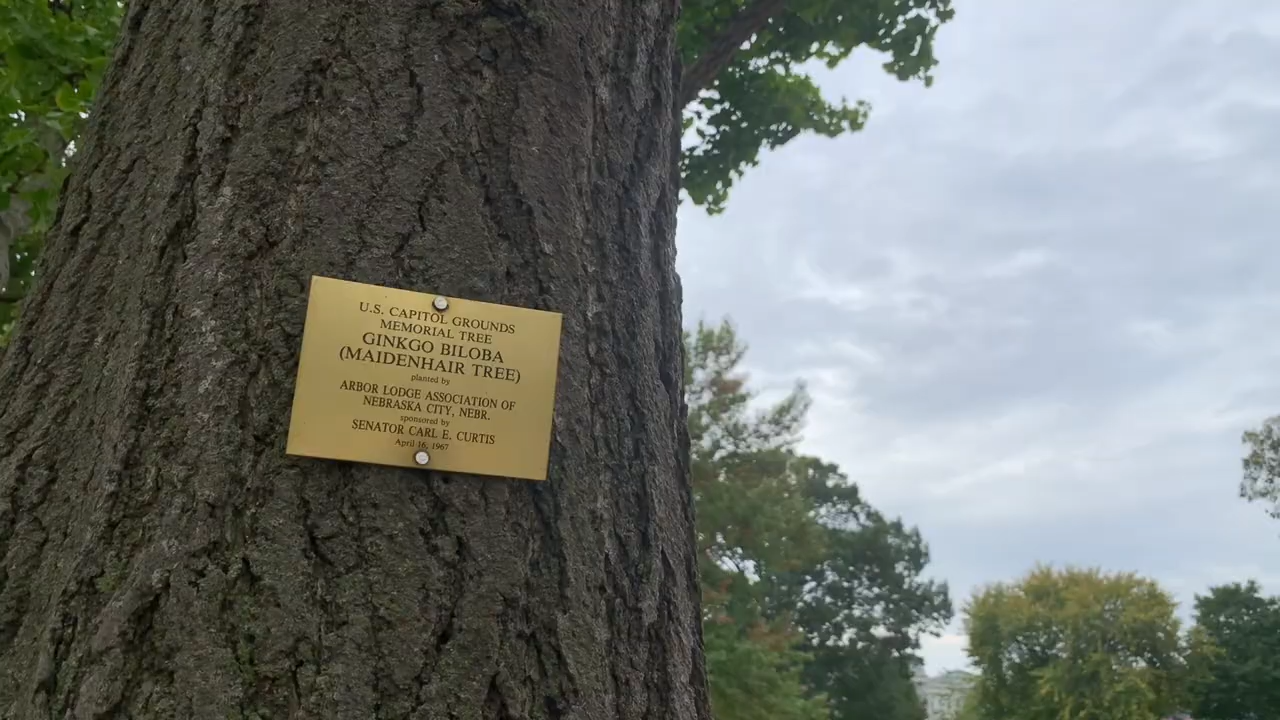 U.S. CAPITOL GROUNDS
MEMORIAL TREE
GINKGO BILOBA
(MAIDENHAIR TREE)
planted by
ARBOR LODGE ASSOCIATION OF
NEBRASKA CITY, NEBR.
sponsored by
SENATOR CARL E. CURTIS
April 16, 1967